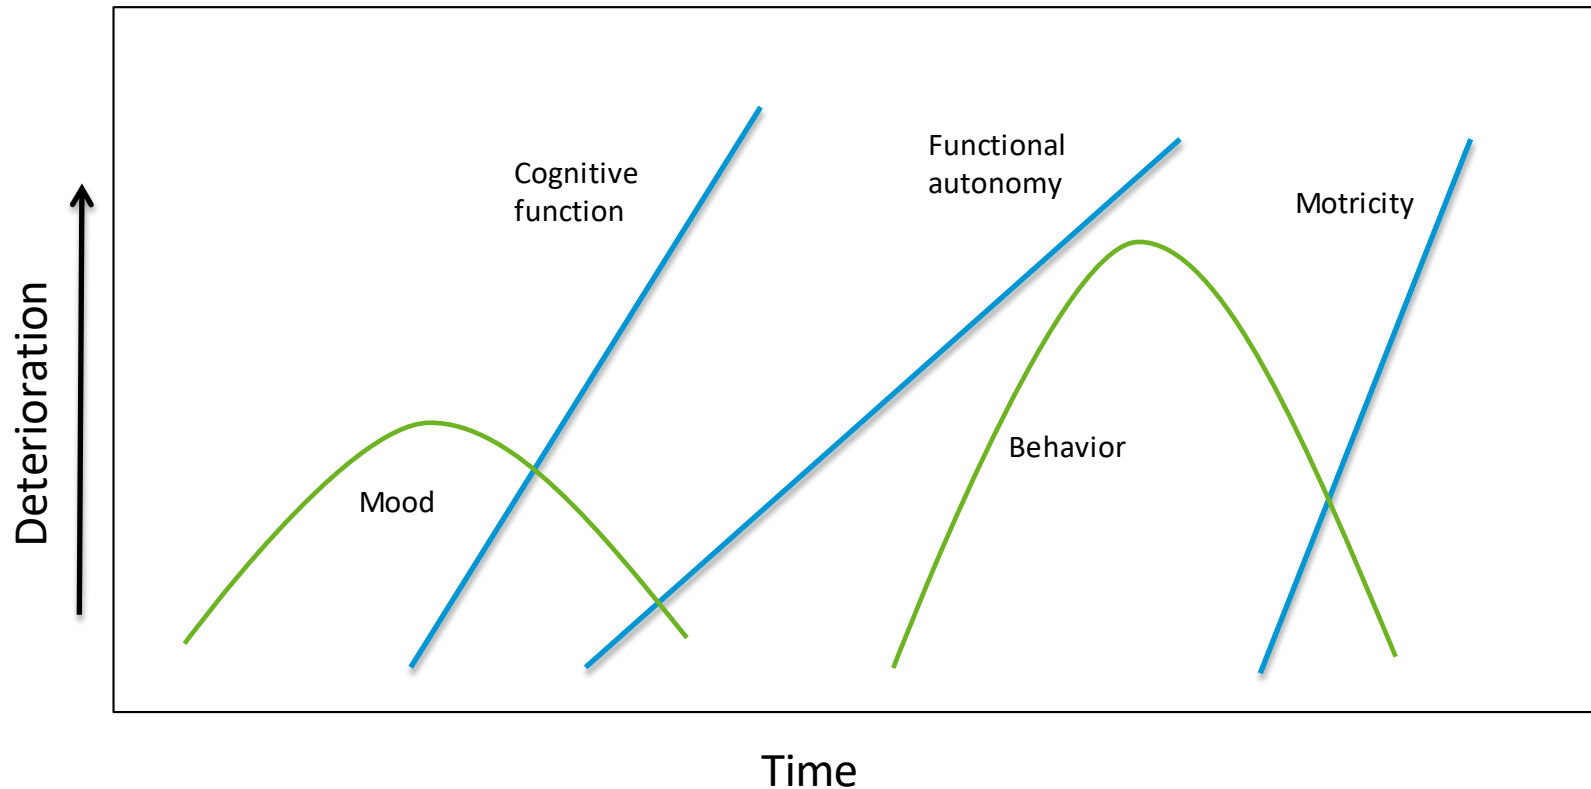 Functional
autonomy
Cognitive
function
Motricity
Behavior
Mood
Deterioration
Time